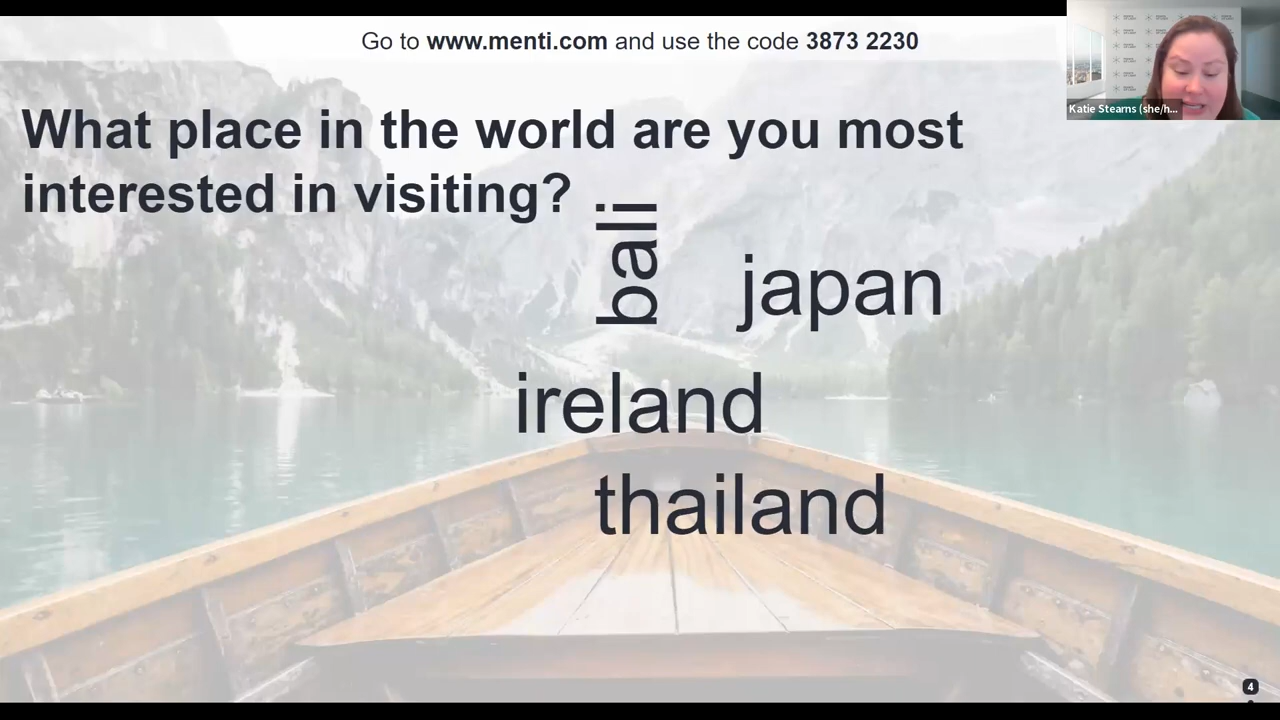 Go to www.menti.com and use the code 3873 2230
Katie Stearns (she/h...
What place in the world are you most
interested in visiting?
bali
japan
ireland
thailand
4